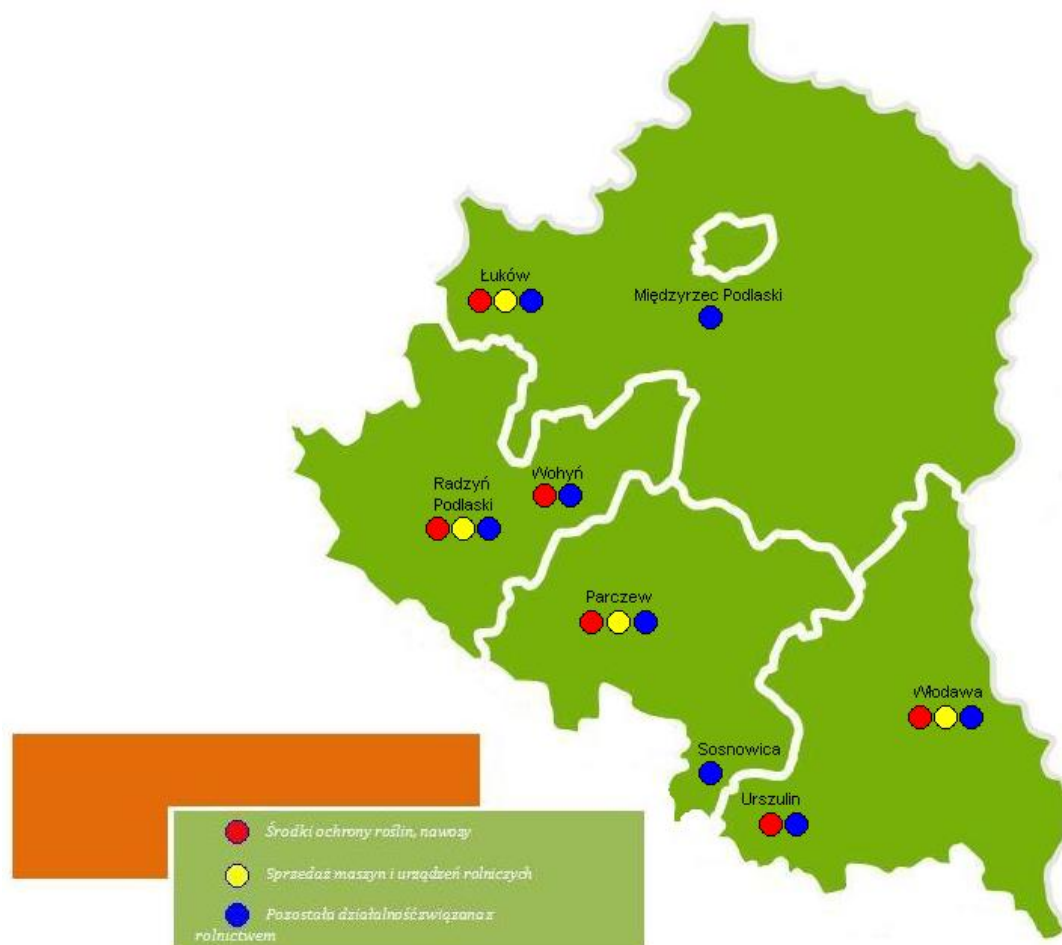 Łuków
Międzyrzec Podlaski
Wohyń
Radzyń
Podlaski
Parczew
Włodawa
Sosnowica
Urszulin
Środki ochrony roślin, nawozy
Sprzedaż maszyn i urządzeń rolniczych
Pozostała działalność związana z
rolnictwem